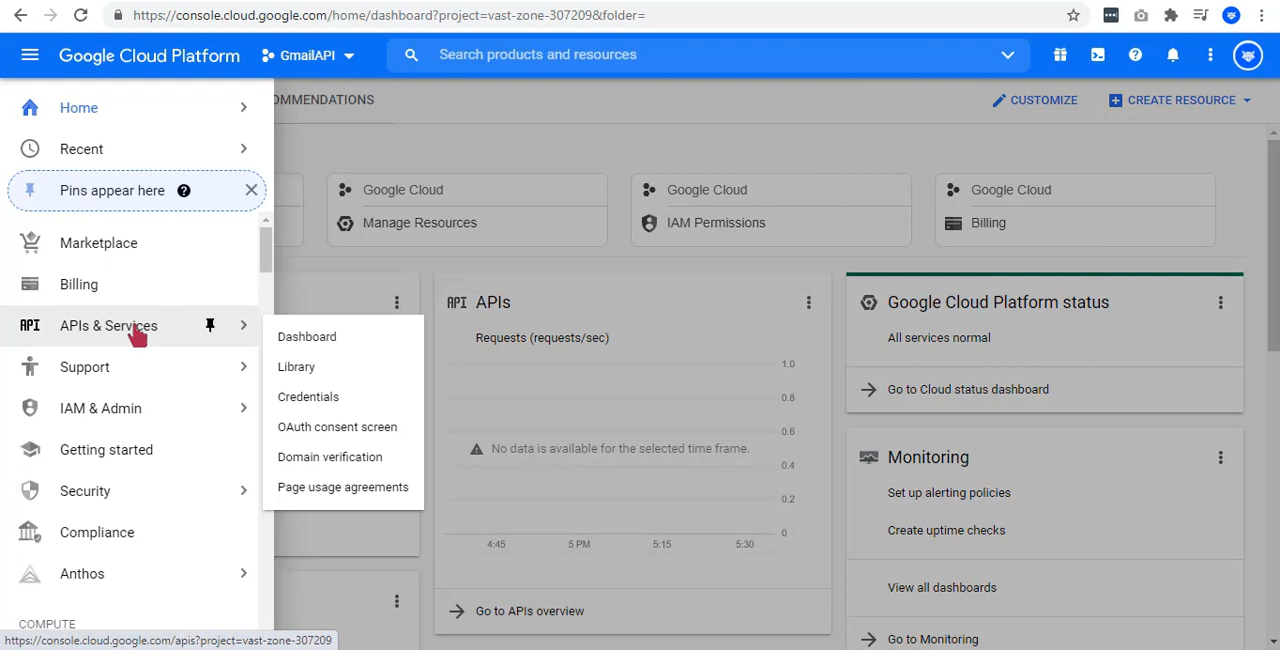 https://console.cloud.google.com/home/dashboard?project=vast-zone-307209&folder=
Google Cloud Platform
GmailAPI
Search products and resources
Home
Recent
Pins appear here
Marketplace
Billing
API APIs & Services
Support
IAM & Admin
Getting started
Security
Compliance
Anthos
COMPUTE
https://console.cloud.google.com/apis?project=vast-zone-307209
Dashboard
Library
Credentials
OAuth consent screen
Domain verification
Page usage agreements
OMMENDATIONS
CUSTOMIZE
CREATE RESOURCE
Google Cloud
Manage Resources
Google Cloud
IAM Permissions
Google Cloud
Billing
API APIs
Requests (requests/sec)
1.0
0.8
0.6
No data is available for the selected time frame.
0.4
0.2
0
4:45 5 PM 5:15 5:30
Go to APIs overview
Google Cloud Platform status
All services normal
Go to Cloud status dashboard
Monitoring
Set up alerting policies
Create uptime checks
View all dashboards
Go to Monitoring